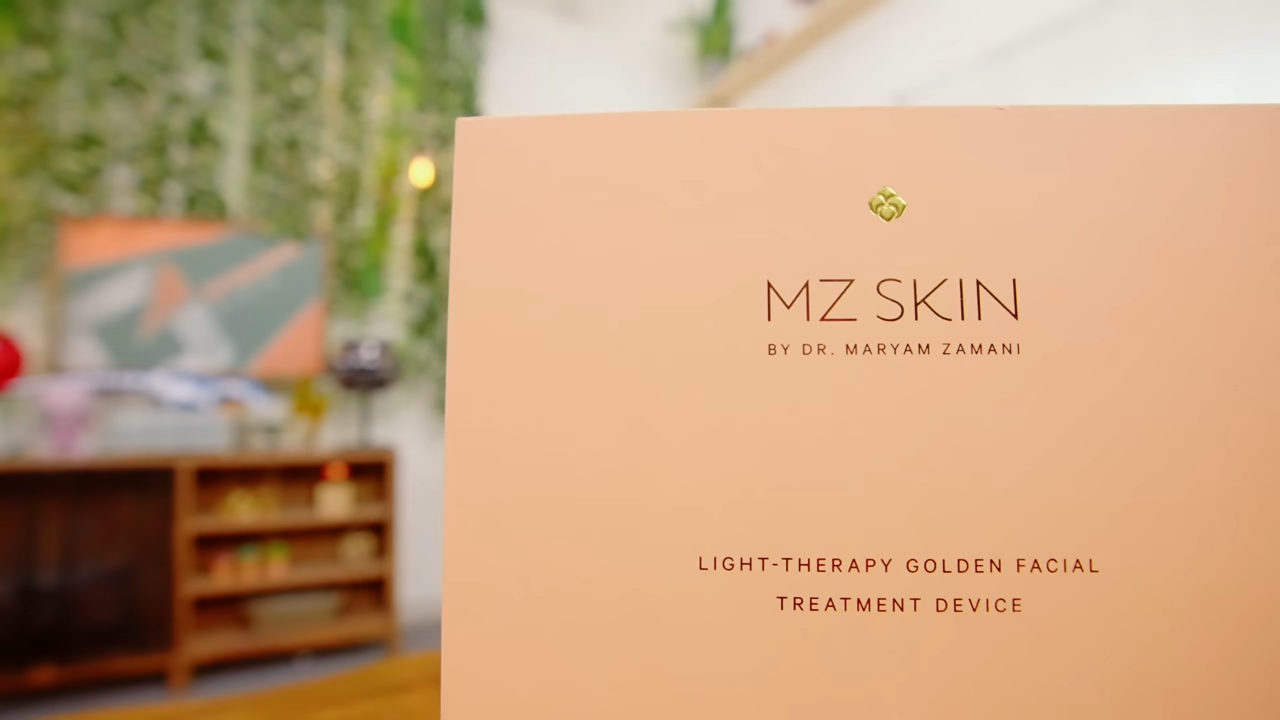 MZ SKIN
BY DR. MARYAM ZAMANI
LIGHT-THERAPY GOLDEN FACIAL
TREATMENT DEVICE